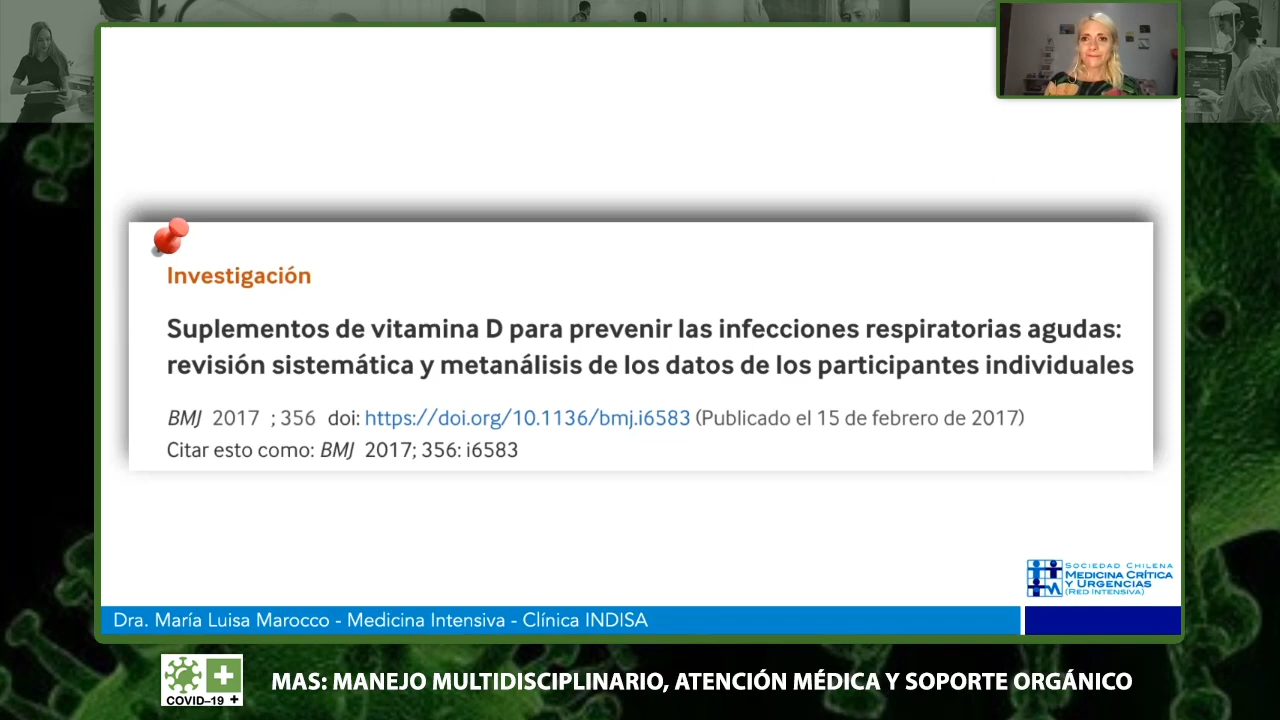 Investigación
Suplementos de vitamina D para prevenir las infecciones respiratorias agudas:
revisión sistemática y metanálisis de los datos de los participantes individuales
BMJ 2017 ; 356 doi: https://doi.org/10.1136/bmj.i6583 (Publicado el 15 de febrero de 2017)
Citar esto como: BMJ 2017; 356: i6583
SOCIEDAD CHILENA
MEDICINA CRÍTICA
Y URGENCIAS
(RED INTENSIVA)
Dra. María Luisa Marocco - Medicina Intensiva - Clínica INDISA
COVID–19 +
MAS: MANEJO MULTIDISCIPLINARIO, ATENCIÓN MÉDICA Y SOPORTE ORGÁNICO